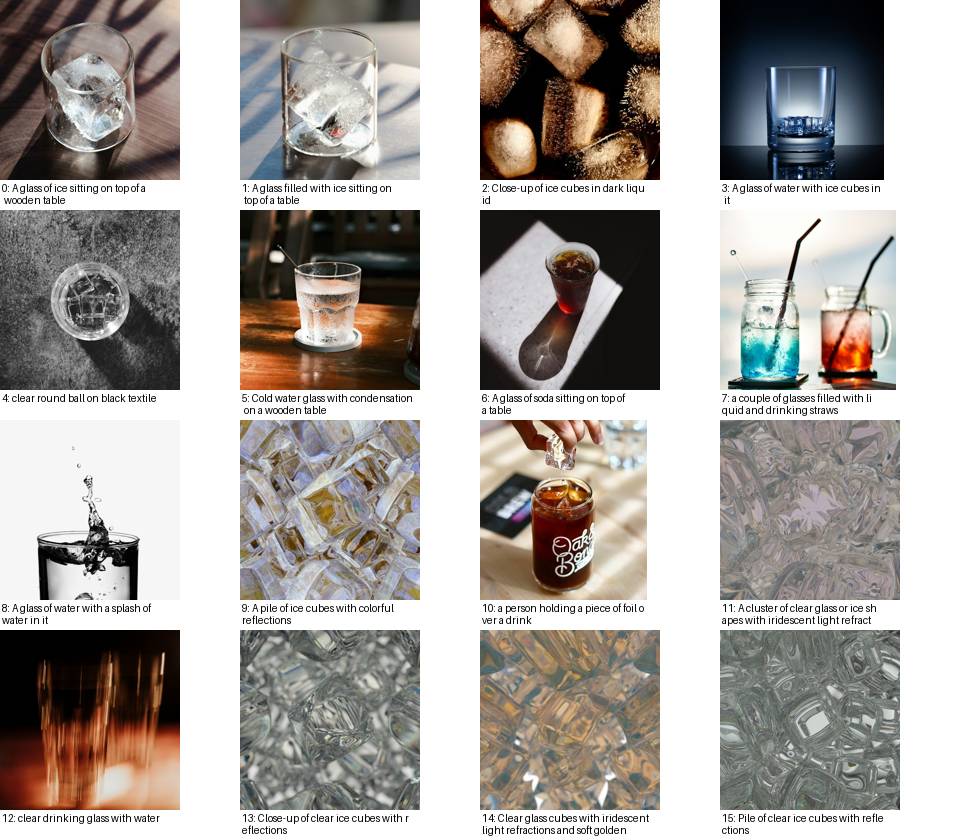 0: A glass of ice sitting on top of a
wooden table
1: A glass filled with ice sitting on
top of a table
2: Close-up of ice cubes in dark liqu
id
3: A glass of water with ice cubes in
it
4: clear round ball on black textile
5: Cold water glass with condensation
on a wooden table
6: A glass of soda sitting on top of
a table
7: a couple of glasses filled with li
quid and drinking straws
8: A glass of water with a splash of
water in it
9: A pile of ice cubes with colorful
reflections
Oake
10: a person holding a piece of foil o
ver a drink
11: A cluster of clear glass or ice sh
apes with iridescent light refract
12: clear drinking glass with water
13: Close-up of clear ice cubes with r
eflections
14: Clear glass cubes with iridescent
light refractions and soft golden
15: Pile of clear ice cubes with refle
ctions